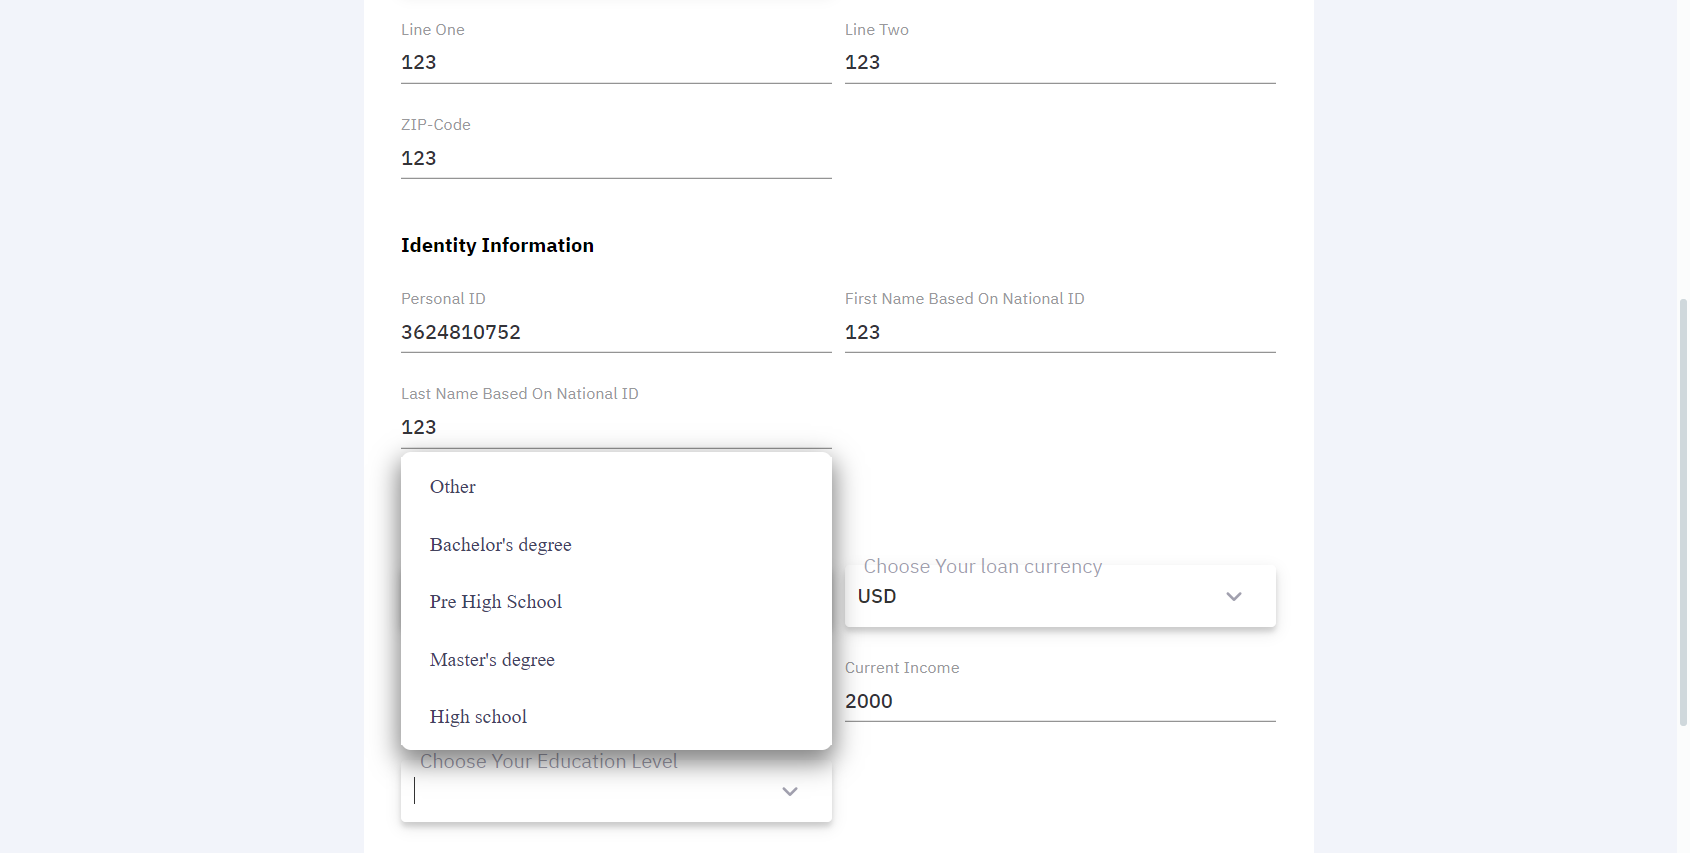 Line One
Line Two
123
123
ZIP-Code
123
Identity Information
Personal ID
First Name Based On National ID
3624810752
123
Last Name Based On National ID
123
Other
Bachelor's degree
Pre High School
Master's degree
High school
Choose Your loan currency
USD
Current Income
2000
Choose Your Education Level